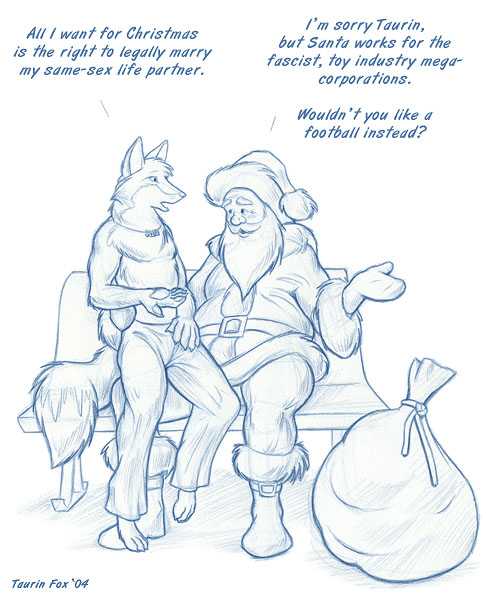 All I want for Christmas
is the right to legally marry
my same-sex life partner.
I'm sorry Taurin,
but Santa works for the
fascist, toy industry mega-
corporations.
Wouldn't you like a
football instead?
Taurin Fox '04